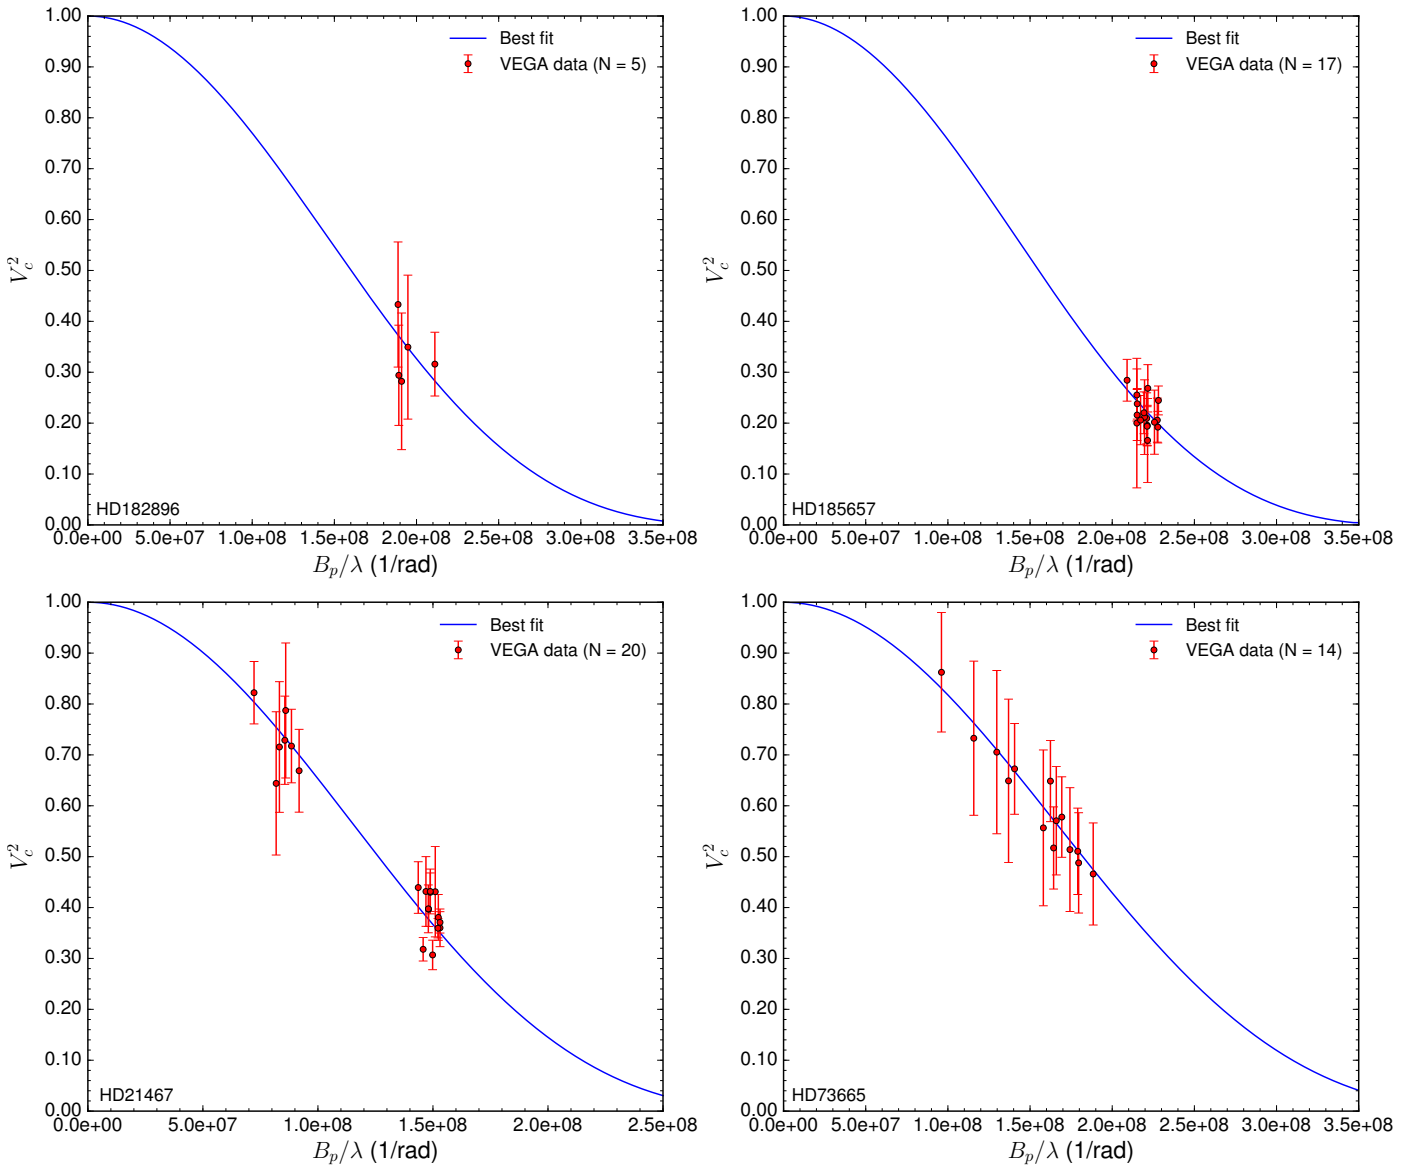 1.00
0.90
0.80
0.70
0.60
0.50
0.40
0.30
0.20
0.10
0.00
V_c^2
Best fit
VEGA data (N = 5)
HD182896
0.0e+00 5.0e+07 1.0e+08 1.5e+08 2.0e+08 2.5e+08 3.0e+08 3.5e+08
B_p/λ (1/rad)
1.00
0.90
0.80
0.70
0.60
0.50
0.40
0.30
0.20
0.10
0.00
V_c^2
Best fit
VEGA data (N = 17)
HD185657
0.0e+00 5.0e+07 1.0e+08 1.5e+08 2.0e+08 2.5e+08 3.0e+08 3.5e+08
B_p/λ (1/rad)
1.00
0.90
0.80
0.70
0.60
0.50
0.40
0.30
0.20
0.10
0.00
V_c^2
Best fit
VEGA data (N = 20)
HD21467
0.0e+00 5.0e+07 1.0e+08 1.5e+08 2.0e+08 2.5e+08
B_p/λ (1/rad)
1.00
0.90
0.80
0.70
0.60
0.50
0.40
0.30
0.20
0.10
0.00
V_c^2
Best fit
VEGA data (N = 14)
HD73665
0.0e+00 5.0e+07 1.0e+08 1.5e+08 2.0e+08 2.5e+08 3.0e+08 3.5e+08
B_p/λ (1/rad)